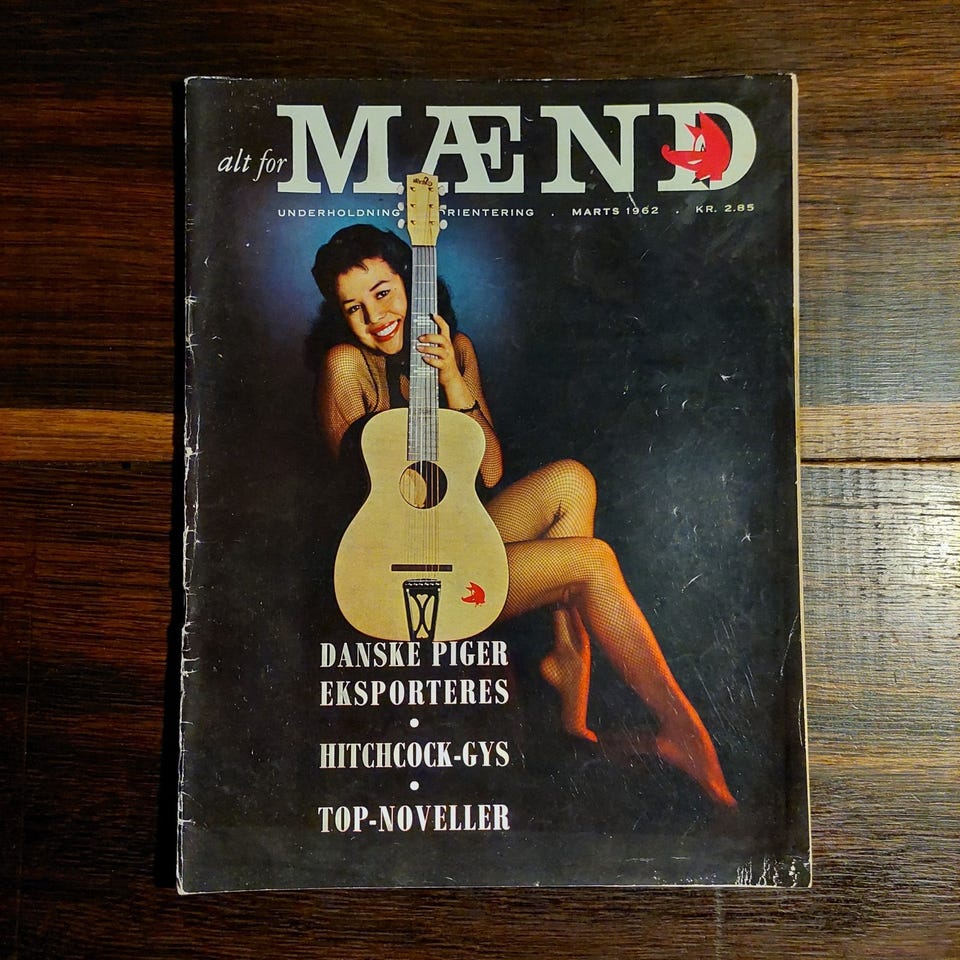 alt for MÆND
UNDERHOLDNING ORIENTERING . MARTS 1962 . KR. 2.85
DANSKE PIGER
EKSPORTERES
•
HITCHCOCK-GYS
•
TOP-NOVELLER